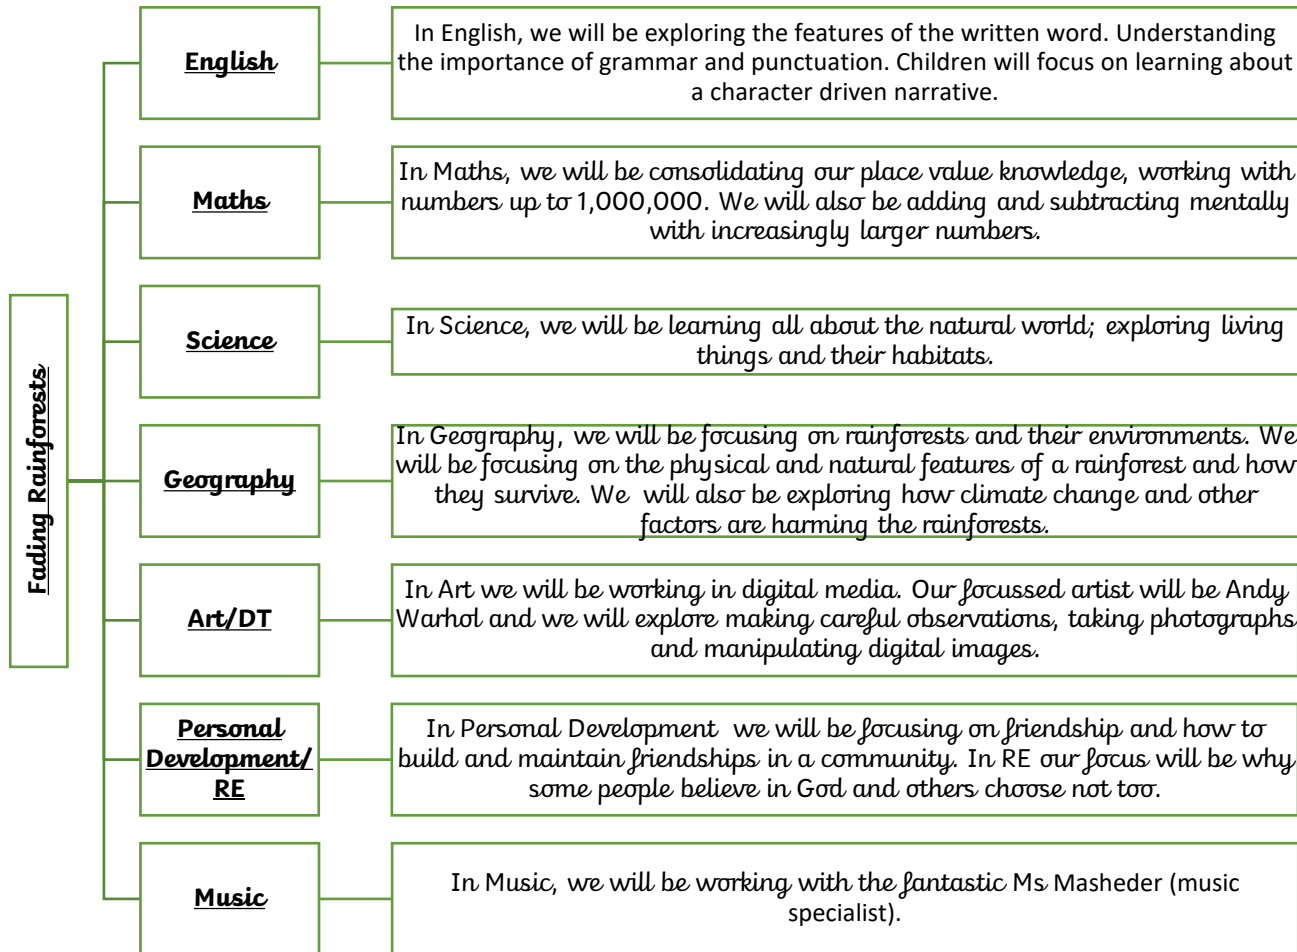 Fading Rainforests
English
In English, we will be exploring the features of the written word. Understanding
the importance of grammar and punctuation. Children will focus on learning about
a character driven narrative.
Maths
In Maths, we will be consolidating our place value knowledge, working with
numbers up to 1,000,000. We will also be adding and subtracting mentally
with increasingly larger numbers.
Science
In Science, we will be learning all about the natural world; exploring living
things and their habitats.
Geography
In Geography, we will be focusing on rainforests and their environments. We
will be focusing on the physical and natural features of a rainforest and how
they survive. We will also be exploring how climate change and other
factors are harming the rainforests.
Art/DT
In Art we will be working in digital media. Our focussed artist will be Andy
Warhol and we will explore making careful observations, taking photographs
and manipulating digital images.
Personal
Development/
RE
In Personal Development we will be focusing on friendship and how to
build and maintain friendships in a community. In RE our focus will be why
some people believe in God and others choose not too.
Music
In Music, we will be working with the fantastic Ms Masheder (music
specialist).